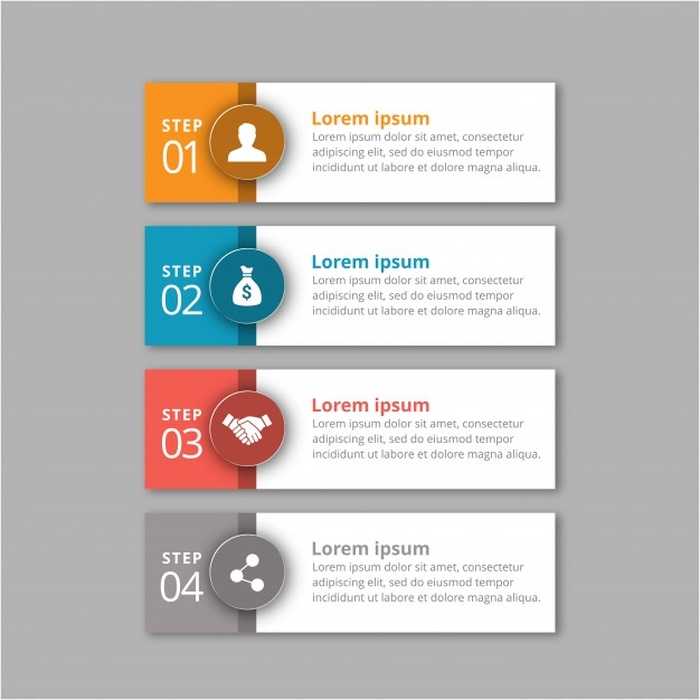 STEP
01
Lorem ipsum
Lorem ipsum dolor sit amet, consectetur
adipiscing elit, sed do eiusmod tempor
incididunt ut labore et dolore magna aliqua.
STEP
02
$
Lorem ipsum
Lorem ipsum dolor sit amet, consectetur
adipiscing elit, sed do eiusmod tempor
incididunt ut labore et dolore magna aliqua.
STEP
03
Lorem ipsum
Lorem ipsum dolor sit amet, consectetur
adipiscing elit, sed do eiusmod tempor
incididunt ut labore et dolore magna aliqua.
STEP
04
Lorem ipsum
Lorem ipsum dolor sit amet, consectetur
adipiscing elit, sed do eiusmod tempor
incididunt ut labore et dolore magna aliqua.